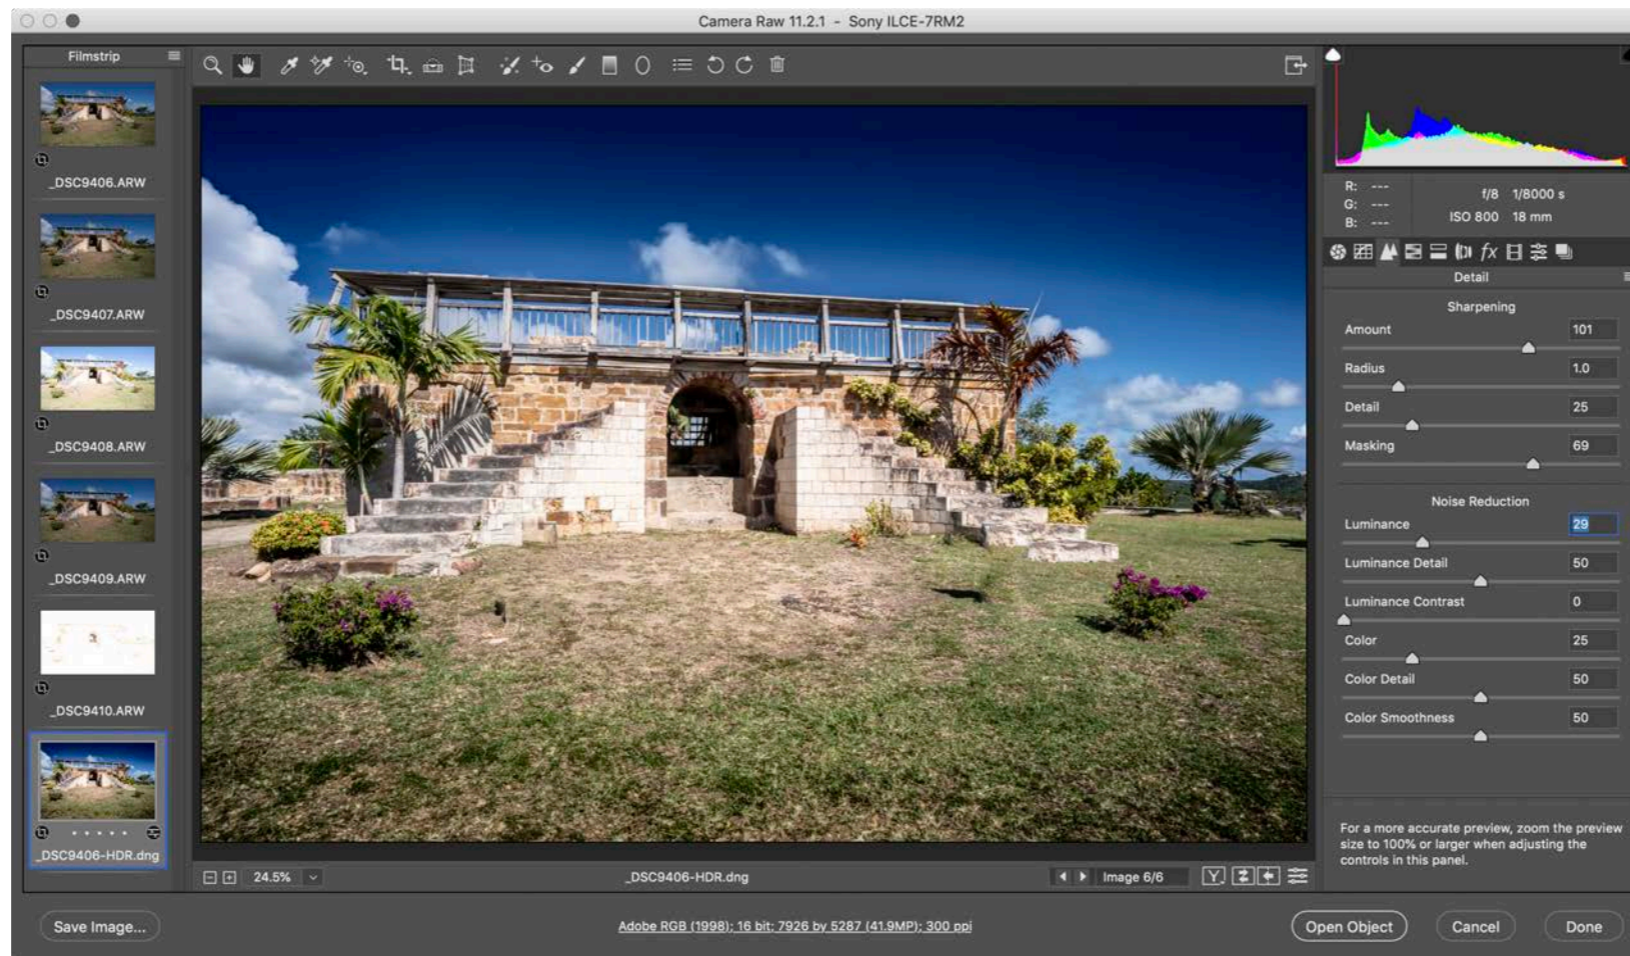 Camera Raw 11.2.1 - Sony ILCE-7RM2
Filmstrip
_DSC9406.ARW
_DSC9407.ARW
_DSC9408.ARW
_DSC9409.ARW
_DSC9410.ARW
_DSC9406-HDR.dng
24.5%
_DSC9406-HDR.dng
Image 6/6
Y
R: ---
G: ---
B: ---
f/8 1/8000 s
ISO 800 18 mm
fx
Detail
Sharpening
Amount 101
Radius 1.0
Detail 25
Masking 69
Noise Reduction
Luminance 29
Luminance Detail 50
Luminance Contrast 0
Color 25
Color Detail 50
Color Smoothness 50
For a more accurate preview, zoom the preview
size to 100% or larger when adjusting the
controls in this panel.
Save Image...
Adobe RGB (1998); 16 bit; 7926 by 5287 (41.9MP); 300 ppi
Open Object
Cancel
Done